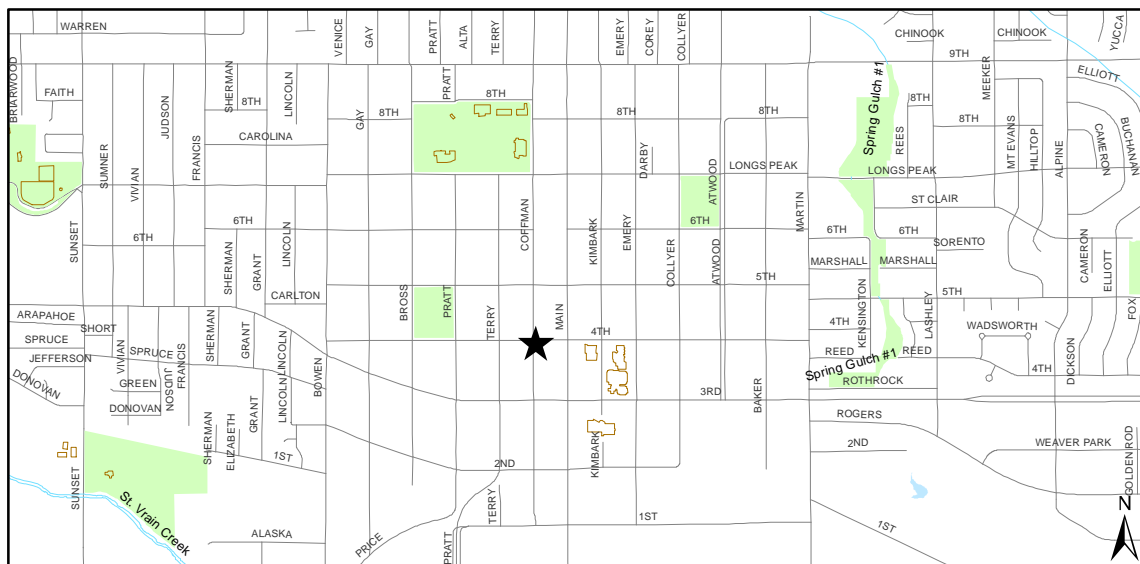 WARREN
VENICE
GAY
PRATT
ALTA
TERRY
EMERY
COREY
COLLYER
CHINOOK
CHINOOK
YUCCA
9TH
BRIARWOOD
FAITH
SHERMAN
8TH
LINCOLN
JUDSON
CAROLINA
FRANCIS
SUMNER
VIVIAN
GAY
8TH
PRATT
8TH
8TH
DARBY
8TH
LONGS PEAK
ATWOOD
Spring Gulch #1
8TH
REES
LONGS PEAK
MEEKER
8TH
MT EVANS
HILLTOP
ALPINE
ELLIOTT
CAMERON
BUCHANAN
ST CLAIR
SUNSET
6TH
6TH
LINCOLN
SHERMAN
GRANT
CARLTON
COFFMAN
KIMBARK
EMERY
COLLYER
6TH
ATWOOD
5TH
MARTIN
6TH
6TH
SORENTO
MARSHALL
MARSHALL
5TH
CAMERON
ELLIOTT
FOX
ARAPAHOE
SHORT
SPRUCE
JEFFERSON
DONOVAN
VIVIAN
SPRUCE
GREEN
DONOVAN
JUDSON
FRANCIS
SHERMAN
GRANT
LINCOLN
LINCOLN
BOWEN
BROSS
PRATT
TERRY
MAIN
4TH
3RD
BAKER
KENSINGTON
4TH
REED
REED
LASHLEY
WADSWORTH
4TH
DICKSON
Spring Gulch #1
ROTHROCK
ROGERS
2ND
WEAVER PARK
GOLDEN ROD
SHERMAN
ELIZABETH
GRANT
1ST
2ND
KIMBARK
SUNSET
St. Vrain Creek
ALASKA
PRICE
PRATT
TERRY
1ST
1ST
N